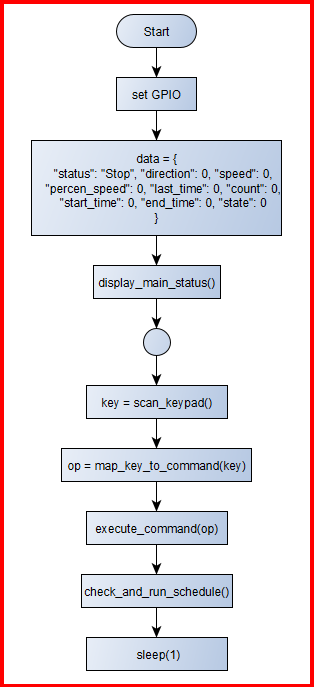 Start
set GPIO
data = {
"status": "Stop", "direction": 0, "speed": 0,
"percen_speed": 0, "last_time": 0, "count": 0,
"start_time": 0, "end_time": 0, "state": 0
}
display_main_status()
key = scan_keypad()
op = map_key_to_command(key)
execute_command(op)
check_and_run_schedule()
sleep(1)